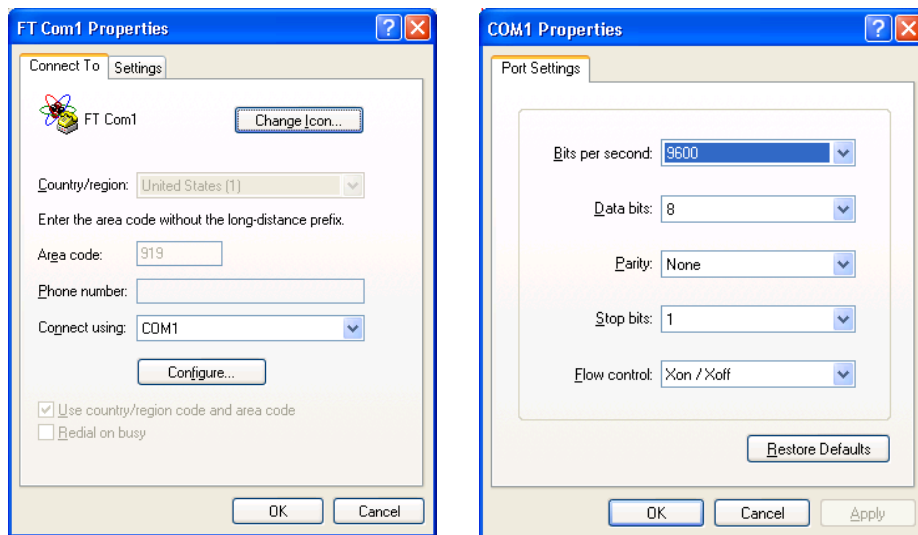 FT Com1 Properties
Connect To Settings
FT Com1
Change Icon...
Country/region: United States (1)
Enter the area code without the long-distance prefix.
Area code: 919
Phone number:
Connect using: COM1
Configure...
Use country/region code and area code
Redial on busy
OK Cancel
COM1 Properties
Port Settings
Bits per second: 9600
Data bits: 8
Parity: None
Stop bits: 1
Flow control: Xon / Xoff
Restore Defaults
OK Cancel Apply